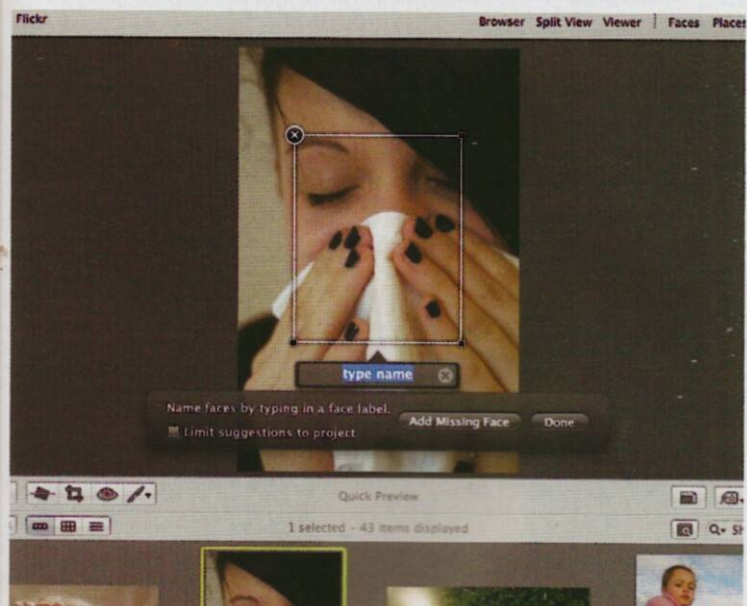 Flickr
Browser Split View Viewer Faces Places
type name
Name faces by typing in a face label.
Limit suggestions to project
Add Missing Face Done
Quick Preview
1 selected - 43 items displayed